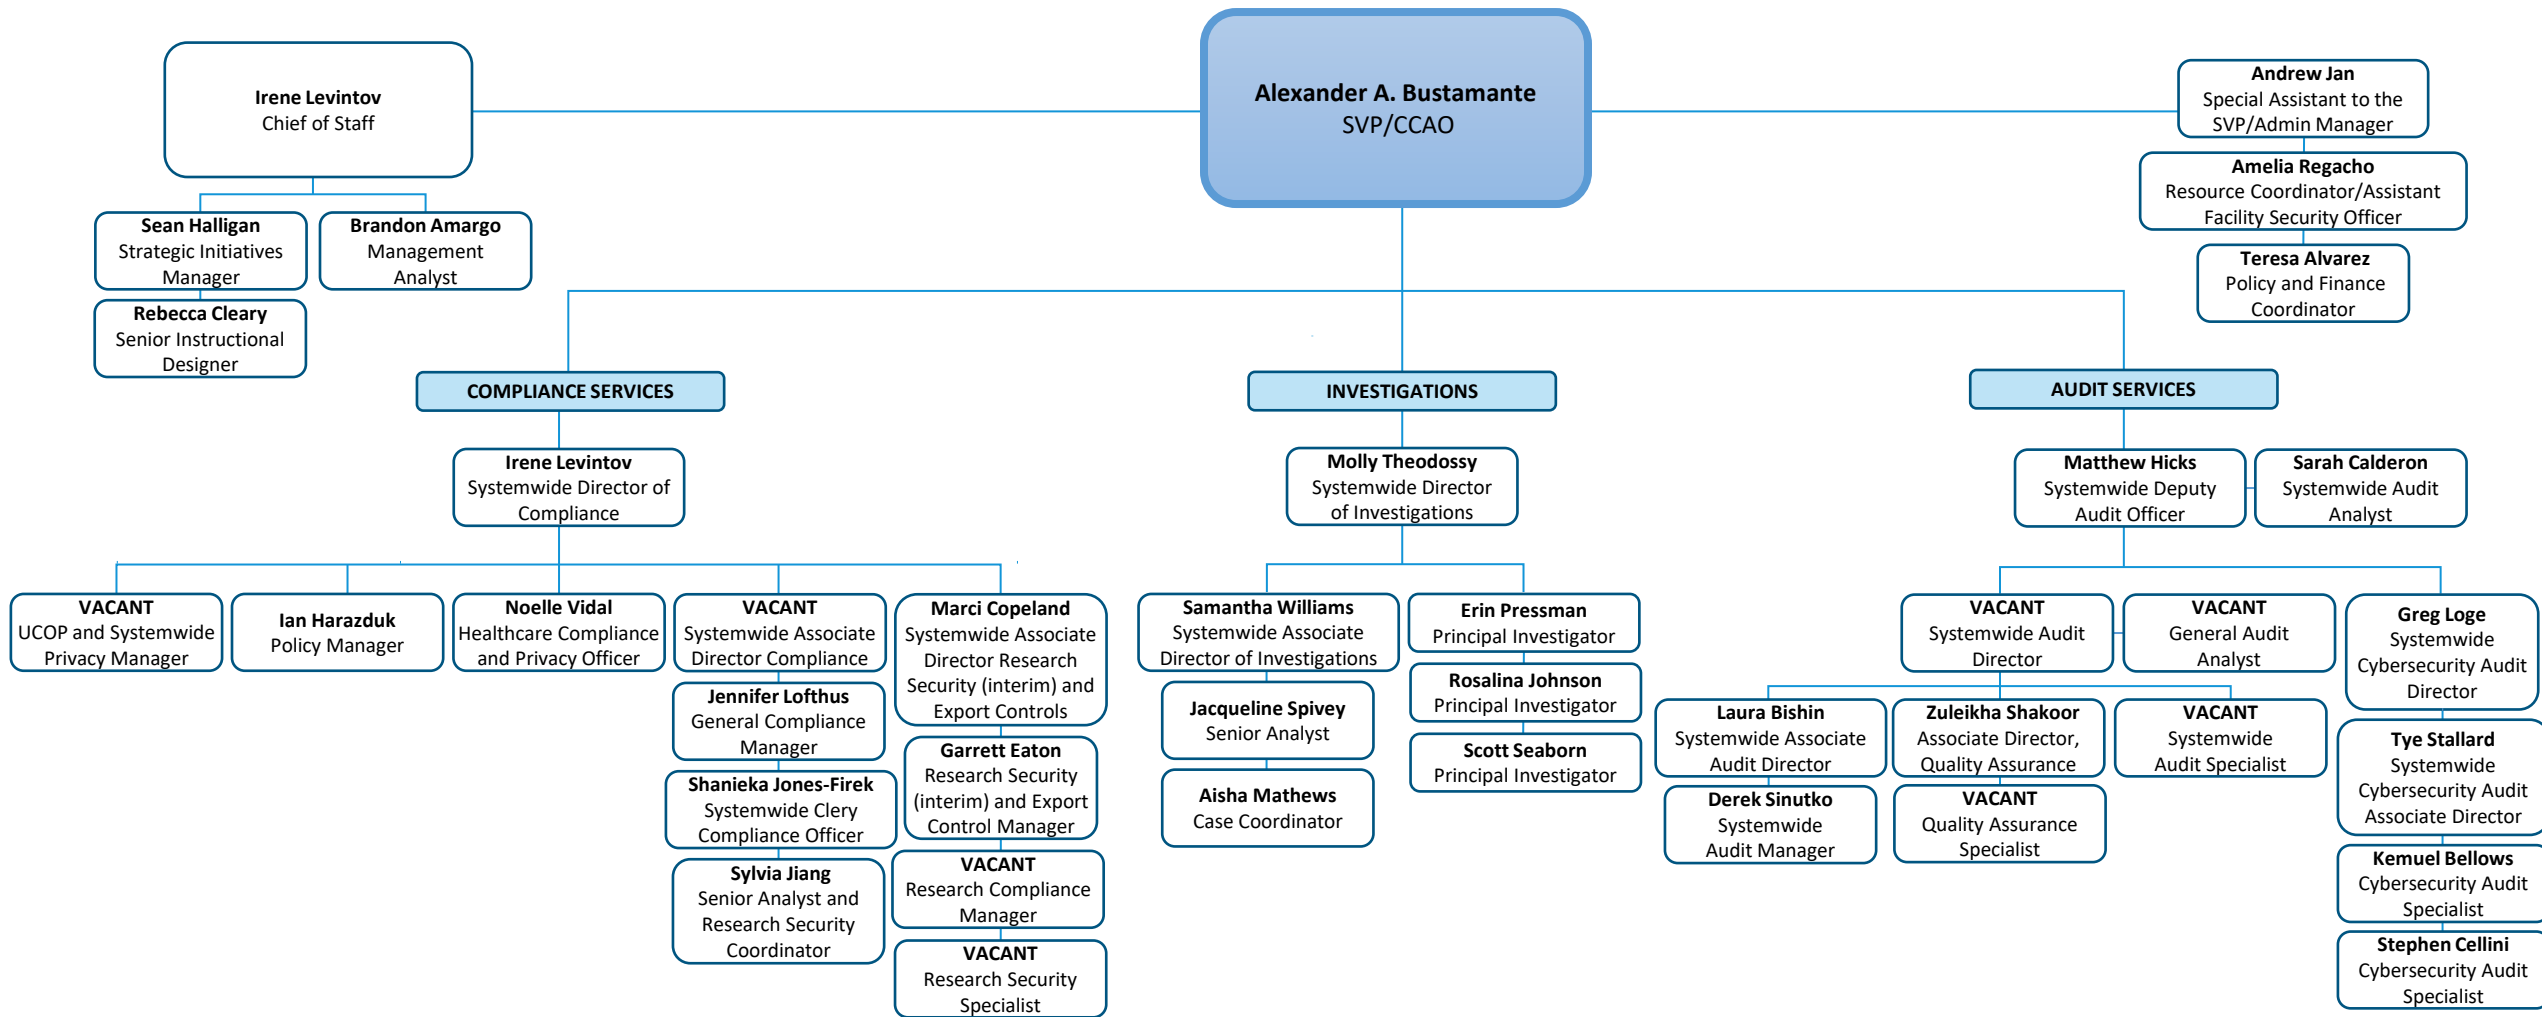 Irene Levintov
Chief of Staff
Alexander A. Bustamante
SVP/CCAO
Andrew Jan
Special Assistant to the
SVP/Admin Manager
Amelia Regacho
Resource Coordinator/Assistant
Facility Security Officer
Teresa Alvarez
Policy and Finance
Coordinator
Sean Halligan
Strategic Initiatives
Manager
Brandon Amargo
Management
Analyst
Rebecca Cleary
Senior Instructional
Designer
COMPLIANCE SERVICES
INVESTIGATIONS
AUDIT SERVICES
Irene Levintov
Systemwide Director of
Compliance
Molly Theodossy
Systemwide Director
of Investigations
Matthew Hicks
Systemwide Deputy
Audit Officer
Sarah Calderon
Systemwide Audit
Analyst
VACANT
UCOP and Systemwide
Privacy Manager
Ian Harazduk
Policy Manager
Noelle Vidal
Healthcare Compliance
and Privacy Officer
VACANT
Systemwide Associate
Director Compliance
Jennifer Lofthus
General Compliance
Manager
Shanieka Jones-Firek
Systemwide Clery
Compliance Officer
Sylvia Jiang
Senior Analyst and
Research Security
Coordinator
Marci Copeland
Systemwide Associate
Director Research
Security (interim) and
Export Controls
Garrett Eaton
Research Security
(interim) and Export
Control Manager
VACANT
Research Compliance
Manager
VACANT
Research Security
Specialist
Samantha Williams
Systemwide Associate
Director of Investigations
Jacqueline Spivey
Senior Analyst
Aisha Mathews
Case Coordinator
Erin Pressman
Principal Investigator
Rosalina Johnson
Principal Investigator
Scott Seaborn
Principal Investigator
VACANT
Systemwide Audit
Director
VACANT
General Audit
Analyst
Laura Bishin
Systemwide Associate
Audit Director
Derek Sinutko
Systemwide
Audit Manager
Zuleikha Shakoor
Associate Director,
Quality Assurance
VACANT
Quality Assurance
Specialist
VACANT
Systemwide
Audit Specialist
Greg Loge
Systemwide
Cybersecurity Audit
Director
Tye Stallard
Systemwide
Cybersecurity Audit
Associate Director
Kemuel Bellows
Cybersecurity Audit
Specialist
Stephen Cellini
Cybersecurity Audit
Specialist